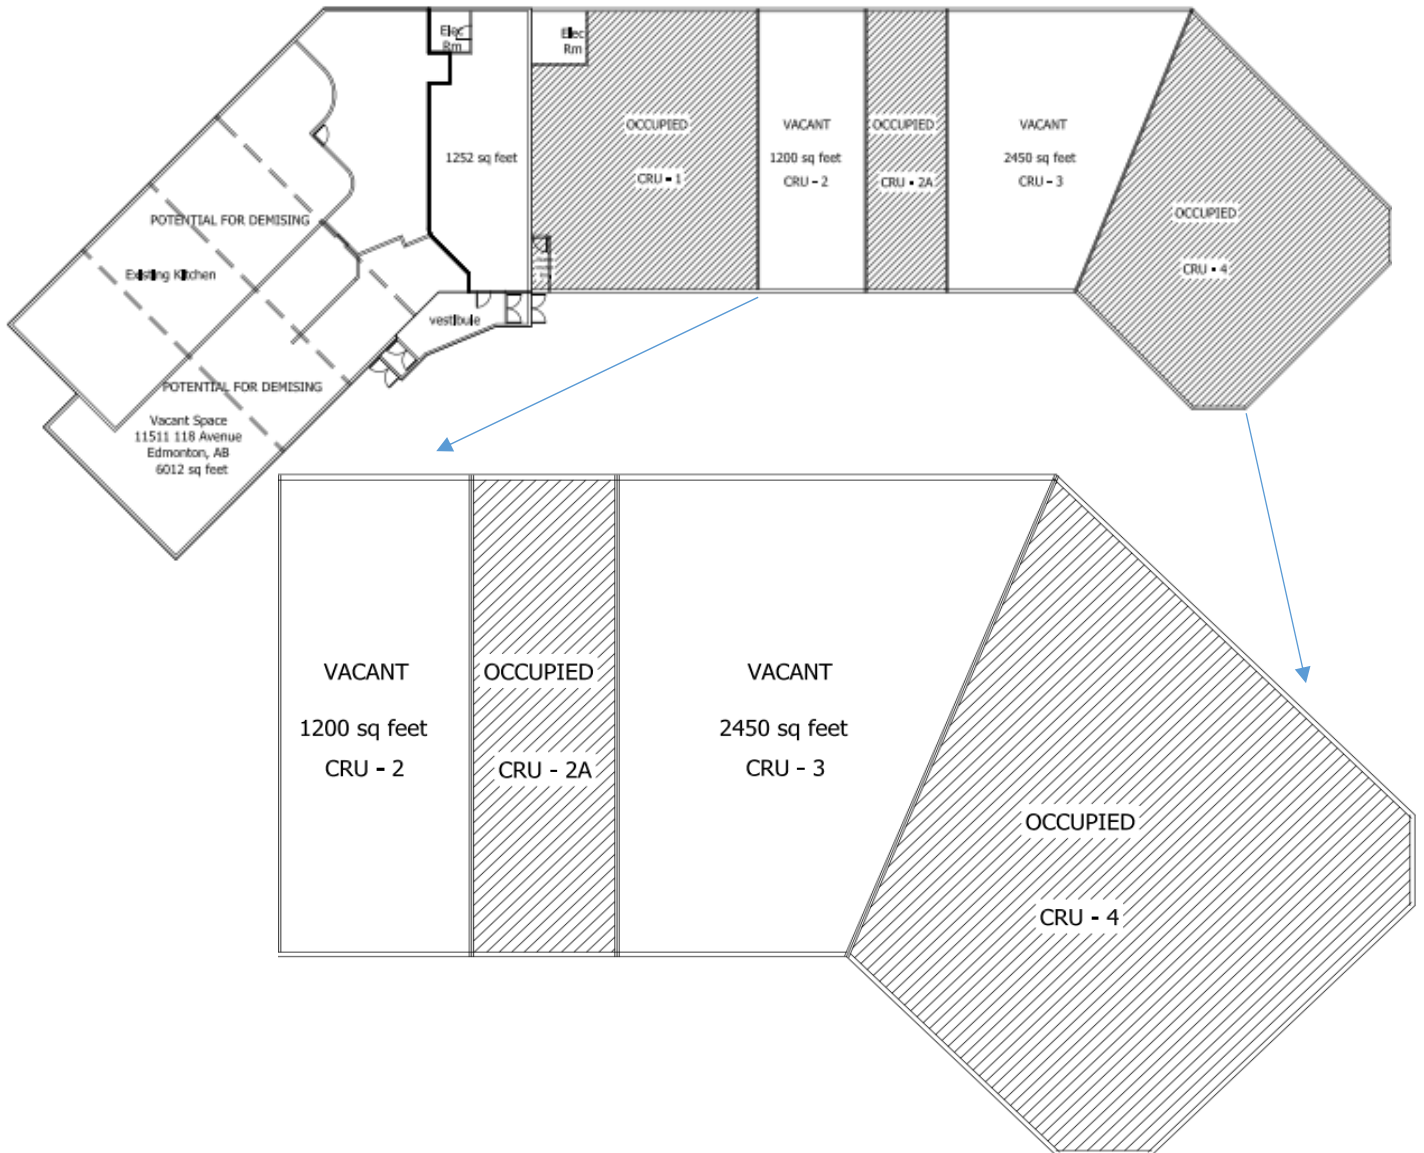 Elec
Rm
Elec
Rm
OCCUPIED
CRU - 1
VACANT
1200 sq feet
CRU - 2
OCCUPIED
CRU - 2A
VACANT
2450 sq feet
CRU - 3
OCCUPIED
CRU - 4
1252 sq feet
POTENTIAL FOR DEMISING
Existing Kitchen
vestibule
POTENTIAL FOR DEMISING
Vacant Space
11511 118 Avenue
Edmonton, AB
6012 sq feet
VACANT
1200 sq feet
CRU - 2
OCCUPIED
CRU - 2A
VACANT
2450 sq feet
CRU - 3
OCCUPIED
CRU - 4